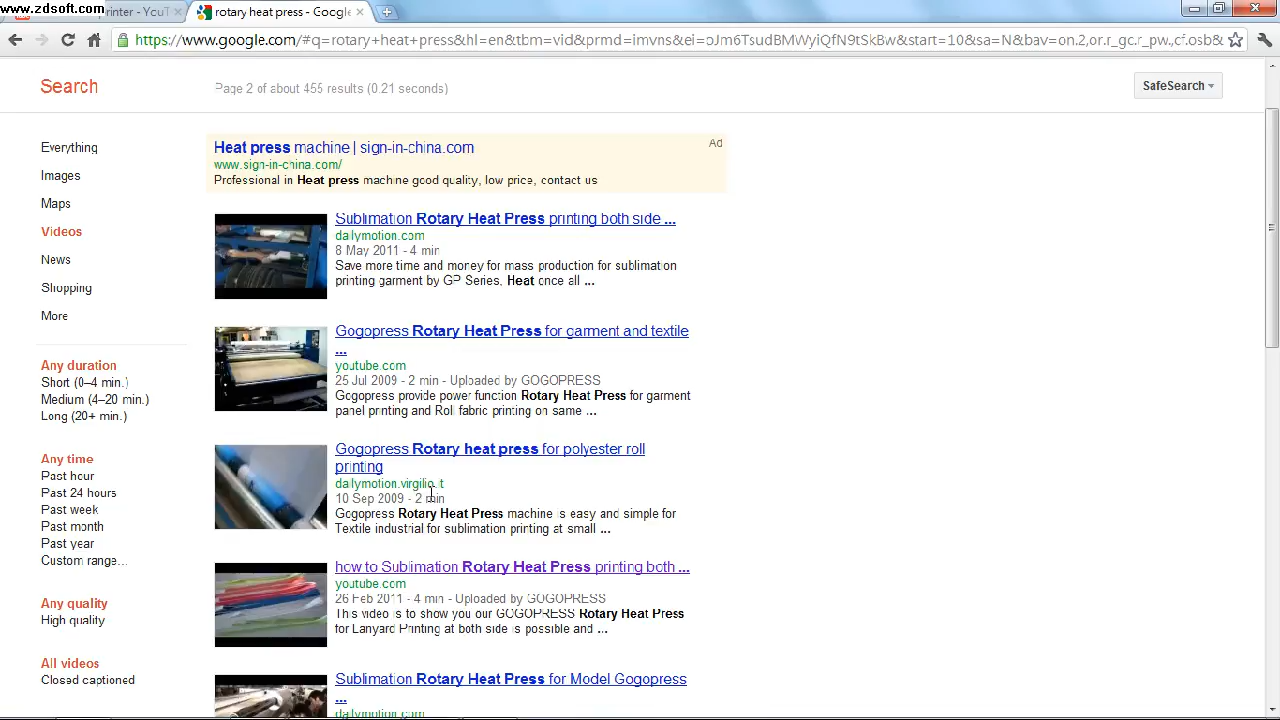 www.zdsoft.com
rinter - YouT
rotary heat press - Google
https://www.google.com/#q=rotary+heat+press&hl=en&tbm=vid&prmd=imvns&ei=oJm6TsudBMWyiQfN9tSkBw&start=10&sa=N&bav=on.2,or.r_gc.r_pw.,cf.osb&
Search
Page 2 of about 455 results (0.21 seconds)
SafeSearch
Everything
Images
Maps
Videos
News
Shopping
More
Any duration
Short (0–4 min.)
Medium (4–20 min.)
Long (20+ min.)
Any time
Past hour
Past 24 hours
Past week
Past month
Past year
Custom range...
Any quality
High quality
All videos
Closed captioned
Heat press machine | sign-in-china.com
Ad
www.sign-in-china.com/
Professional in Heat press machine good quality, low price, contact us
Sublimation Rotary Heat Press printing both side ...
dailymotion.com
8 May 2011 - 4 min
Save more time and money for mass production for sublimation
printing garment by GP Series, Heat once all ...
Gogopress Rotary Heat Press for garment and textile
...
youtube.com
25 Jul 2009 - 2 min - Uploaded by GOGOPRESS
Gogopress provide power function Rotary Heat Press for garment
panel printing and Roll fabric printing on same ...
Gogopress Rotary heat press for polyester roll
printing
dailymotion.virgilio.it
10 Sep 2009 - 2 min
Gogopress Rotary Heat Press machine is easy and simple for
Textile industrial for sublimation printing at small ...
how to Sublimation Rotary Heat Press printing both ...
youtube.com
26 Feb 2011 - 4 min - Uploaded by GOGOPRESS
This video is to show you our GOGOPRESS Rotary Heat Press
for Lanyard Printing at both side is possible and ...
Sublimation Rotary Heat Press for Model Gogopress
...
dailymotion.com